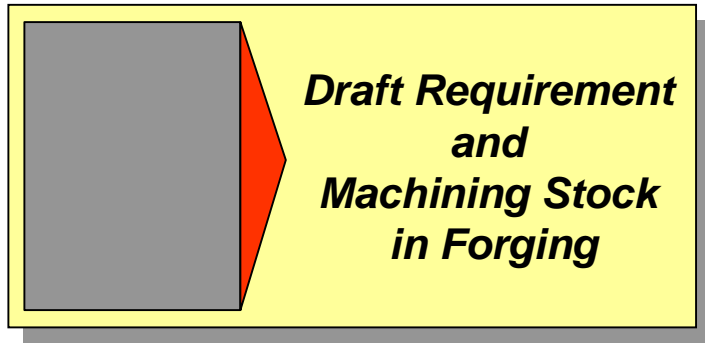 Draft Requirement
and
Machining Stock
in Forging